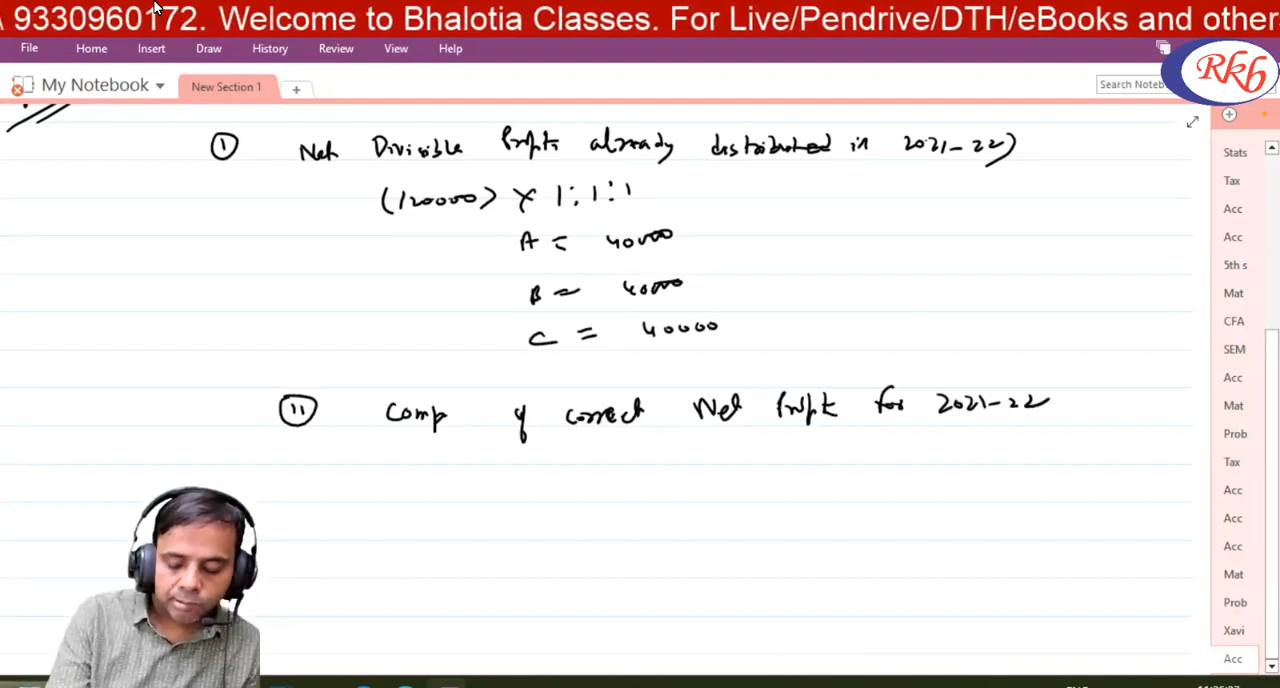 \ 9330960172. Welcome to Bhalotia Classes. For Live/Pendrive/DTH/eBooks and other
File Home Insert Draw History Review View Help
Rkb
My Notebook New Section 1 + Search Noteb
① Net Divisible Profits already distributed in 2021-22)
(120000) × 1:1:1
A = 40000
B = 40000
C = 40000
II Comp of correct Net Profit for 2021-22
Stats
Tax
Acc
Acc
5th s
Mat
CFA
SEM
Acc
Mat
Prob
Tax
Acc
Acc
Acc
Mat
Prob
Xavi
Acc